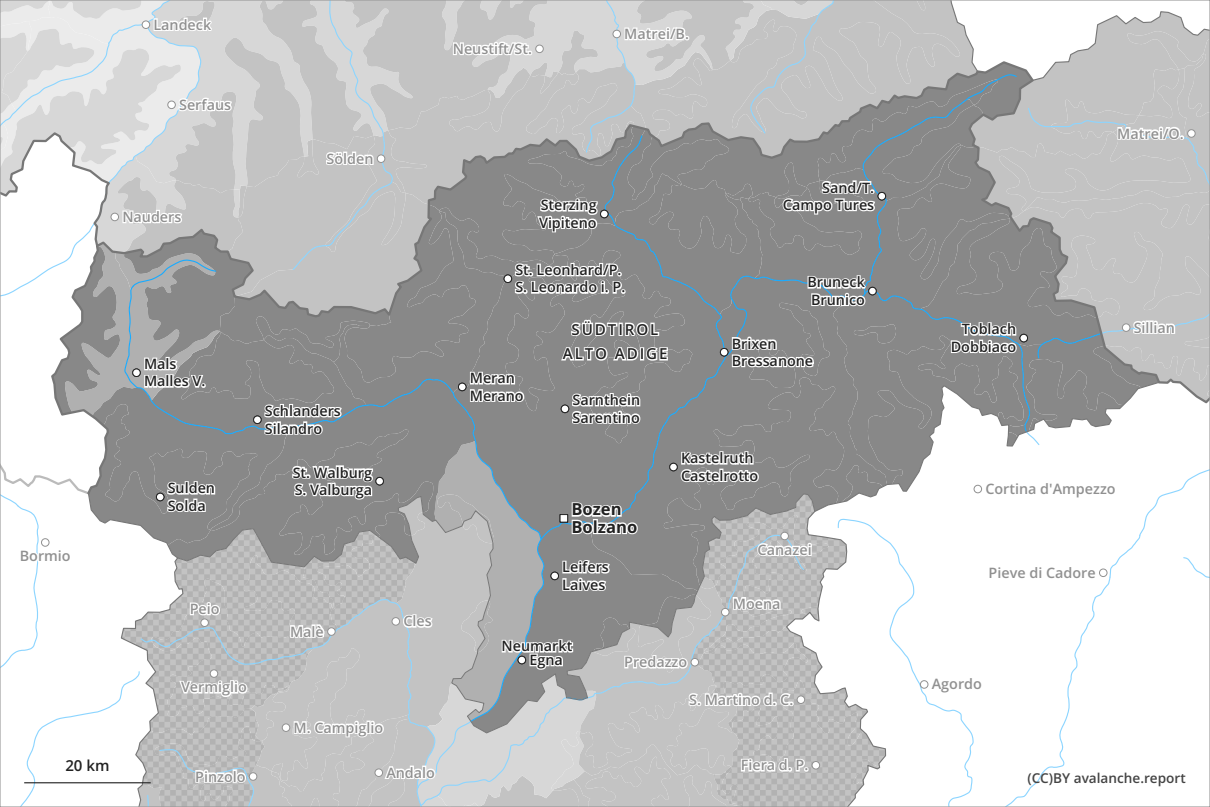 Landeck
Matrei/B.
Neustift/St.
Serfaus
Matrei/O.
Sölden
Sand/T.
Campo Tures
Nauders
Sterzing
Vipiteno
St. Leonhard/P.
S. Leonardo i. P.
Bruneck
Brunico
SÜDTIROL
ALTO ADIGE
Toblach
Dobbiaco
Sillian
Brixen
Bressanone
Mals
Malles V.
Meran
Merano
Sarnthein
Sarentino
Schlanders
Silandro
Kastelruth
Castelrotto
St. Walburg
S. Valburga
Sulden
Solda
Cortina d'Ampezzo
Bozen
Bolzano
Bormio
Canazei
Leifers
Laives
Pieve di Cadore
Peio
Moena
Cles
Malè
Neumarkt
Egna
Predazzo
Vermiglio
Agordo
S. Martino d. C.
M. Campiglio
Fiera d. P.
Andalo
Pinzolo
20 km
(CC)BY avalanche.report